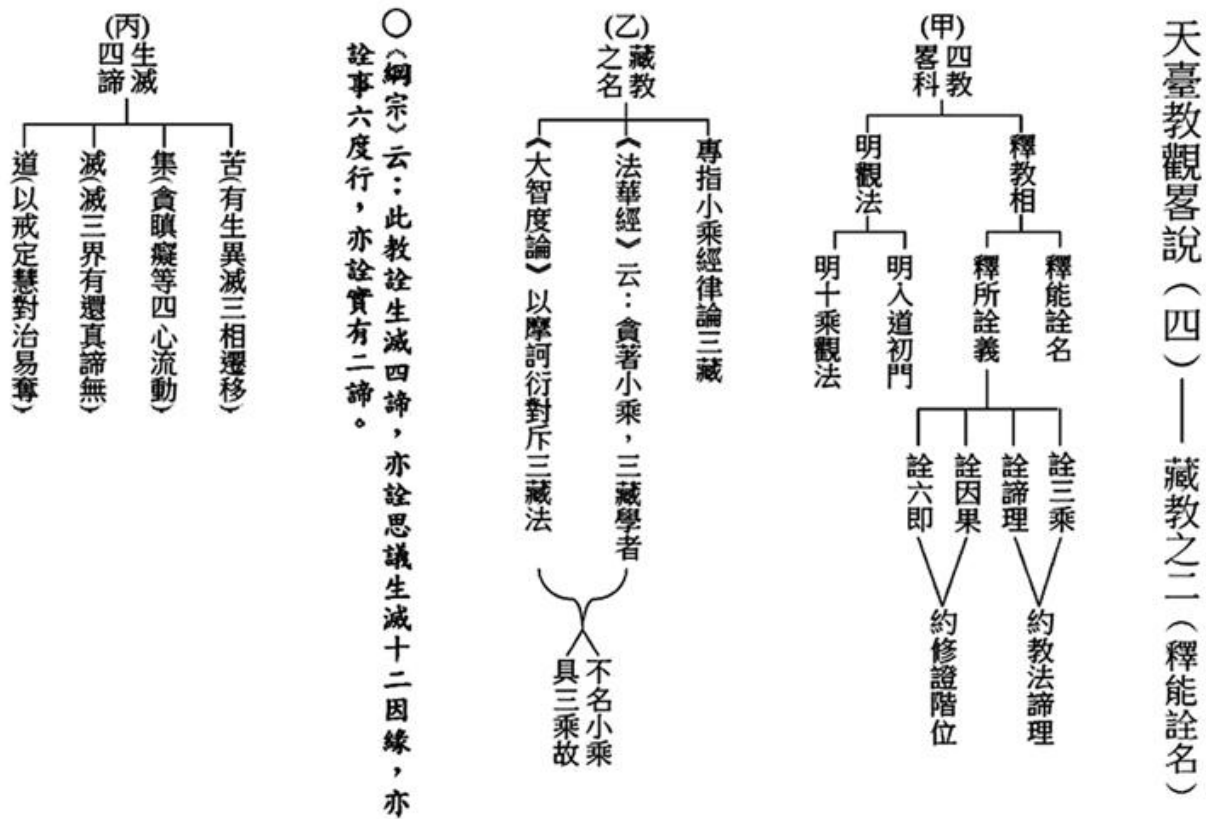 天臺教觀畧說（四）——藏教之二（釋能詮名）
(甲)
四教
畧科
釋教相
明觀法
釋能詮名
釋所詮義
明入道初門
明十乘觀法
詮三乘
詮諦理
詮因果
詮六即
約教法諦理
約修證階位
(乙)
藏教
之名
專指小乘經律論三藏
《法華經》云：貪著小乘，三藏學者
《大智度論》以摩訶衍對斥三藏法
不名小乘
具三乘故
○《綱宗》云：此教詮生滅四諦，亦詮思議生滅十二因緣，亦
詮事六度行，亦詮實有二諦。
(丙)
生滅
四諦
苦(有生異滅三相遷移)
集(貪瞋癡等四心流動)
滅(滅三界有還真諦無)
道(以戒定慧對治易奪)